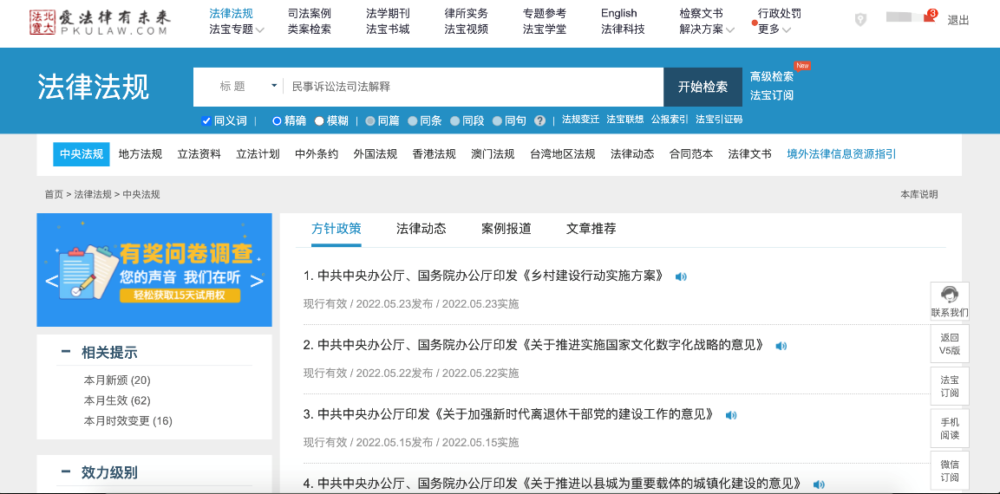 法北
寶大
爱法律有未来
PKULAW.COM
法律法规 司法案例 法学期刊 律所实务 专题参考 English 检察文书 行政处罚
法宝专题 类案检索 法宝书城 法宝视频 法宝学堂 法律科技 解决方案 更多
3
退出
法律法规
标 题 民事诉讼法司法解释 开始检索
高级检索 New
法宝订阅
同义词 | 精确 模糊 | 同篇 同条 同段 同句 ? | 法规变迁 法宝联想 公报索引 法宝引证码
中央法规 地方法规 立法资料 立法计划 中外条约 外国法规 香港法规 澳门法规 台湾地区法规 法律动态 合同范本 法律文书 境外法律信息资源指引
首页 > 法律法规 > 中央法规 本库说明
有奖问卷调查
您的声音 我们在听
轻松获取15天试用权
< >
相关提示
本月新颁 (20)
本月生效 (62)
本月时效变更 (16)
效力级别
方针政策 法律动态 案例报道 文章推荐
1. 中共中央办公厅、国务院办公厅印发《乡村建设行动实施方案》
现行有效 / 2022.05.23发布 / 2022.05.23实施
2. 中共中央办公厅、国务院办公厅印发《关于推进实施国家文化数字化战略的意见》
现行有效 / 2022.05.22发布 / 2022.05.22实施
3. 中共中央办公厅印发《关于加强新时代离退休干部党的建设工作的意见》
现行有效 / 2022.05.15发布 / 2022.05.15实施
4. 中共中央办公厅、国务院办公厅印发《关于推进以县城为重要载体的城镇化建设的意见》
联系我们
返回
V5版
法宝
订阅
手机
阅读
微信
订阅